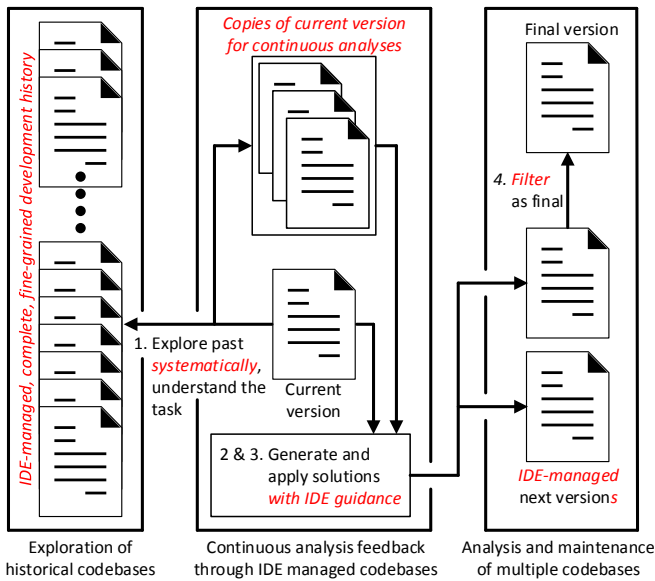 IDE-managed, complete, fine-grained development history
Copies of current version
for continuous analyses
1. Explore past
systematically,
understand the
task
Current
version
2 & 3. Generate and
apply solutions
with IDE guidance
Final version
4. Filter
as final
IDE-managed
next versions
Exploration of
historical codebases
Continuous analysis feedback
through IDE managed codebases
Analysis and maintenance
of multiple codebases